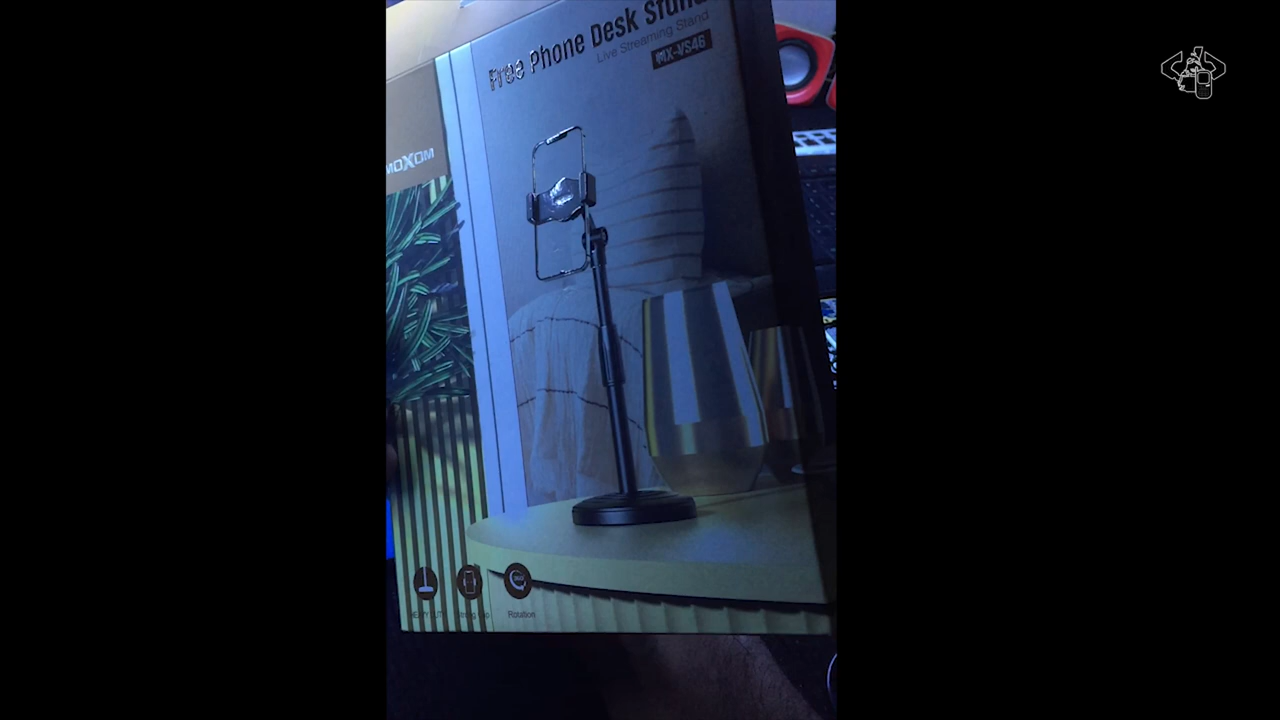 Free Phone Desk Stand
Live Streaming Stand
MX-VS46
MOXOM
Rotation